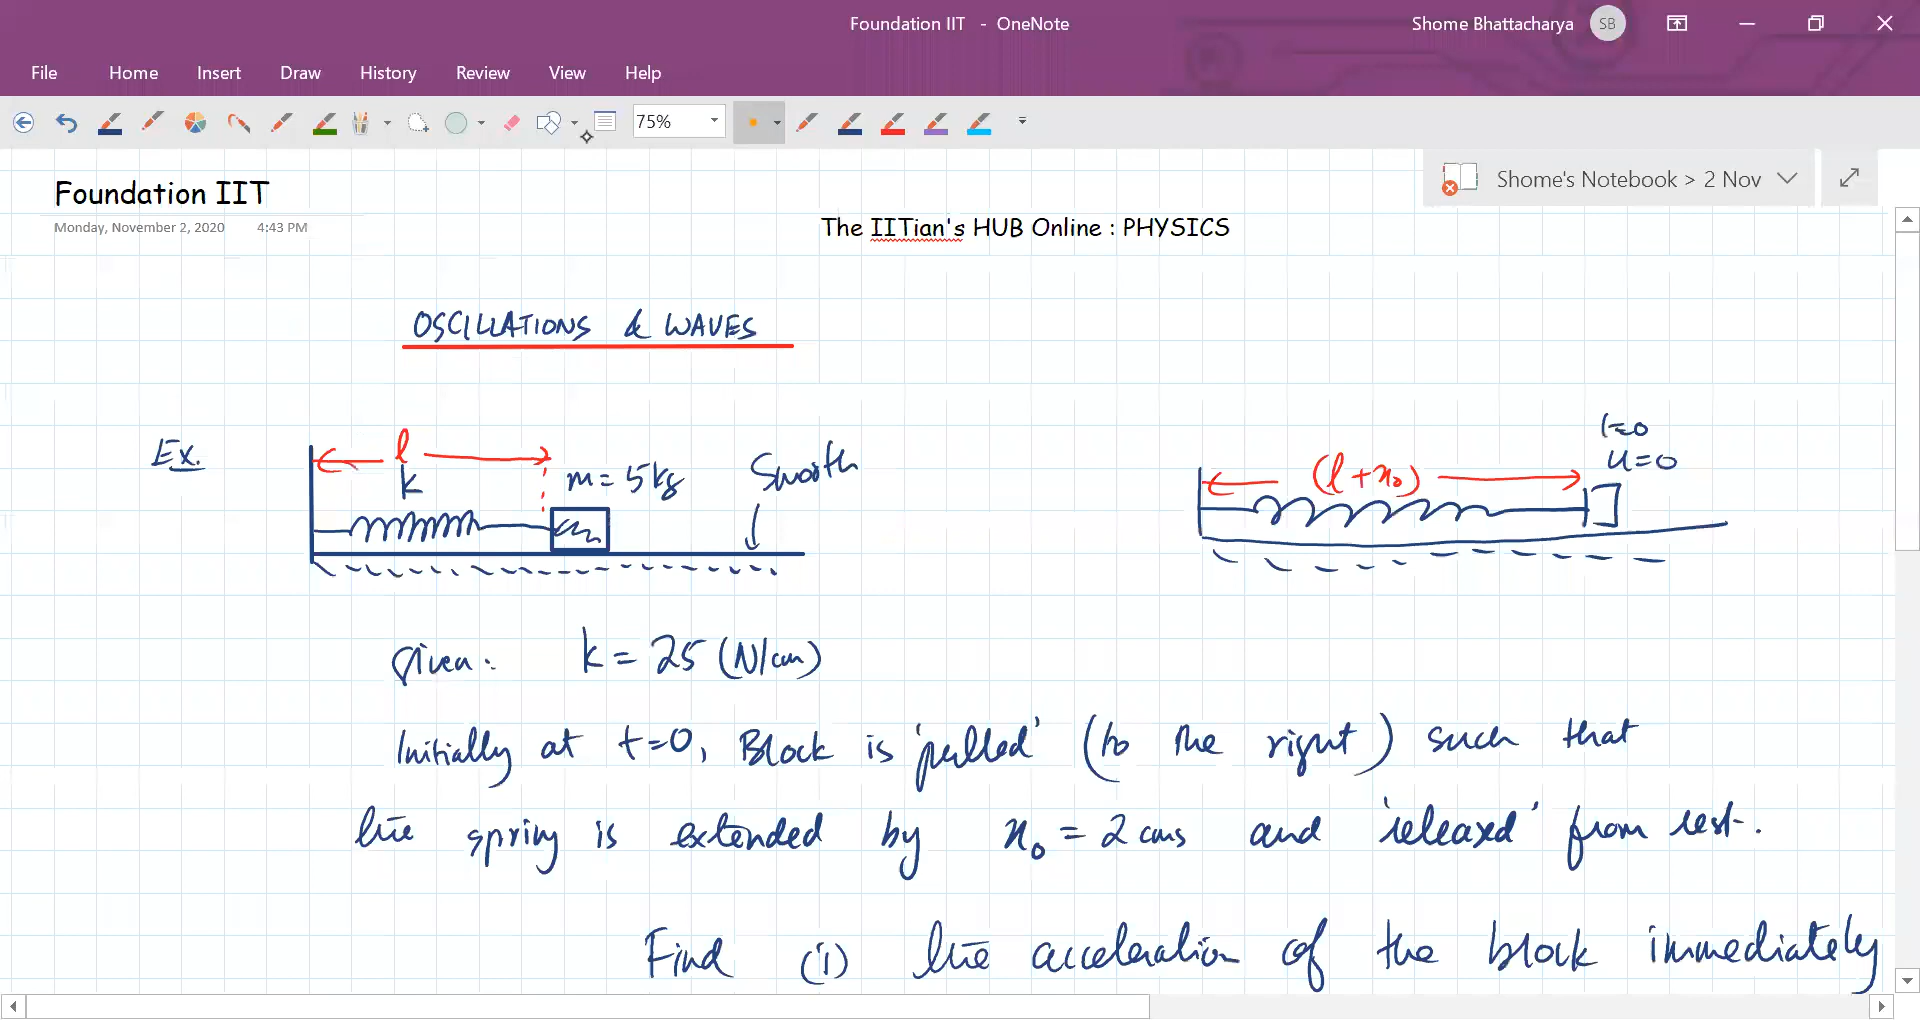 Foundation IIT - OneNote
Shome Bhattacharya SB
File Home Insert Draw History Review View Help
75%
Shome's Notebook > 2 Nov
Foundation IIT
Monday, November 2, 2020 4:43 PM
The IITian's HUB Online : PHYSICS
OSCILLATIONS & WAVES
Ex.
l
k
m = 5kg
Smooth
t=0
u=0
(l+x₀)
Given: k = 25 (N/cm)
Initially at t=0, Block is 'pulled' (to the right) such that
the spring is extended by x₀ = 2 cms and 'released' from rest.
Find (i) the acceleration of the block immediately